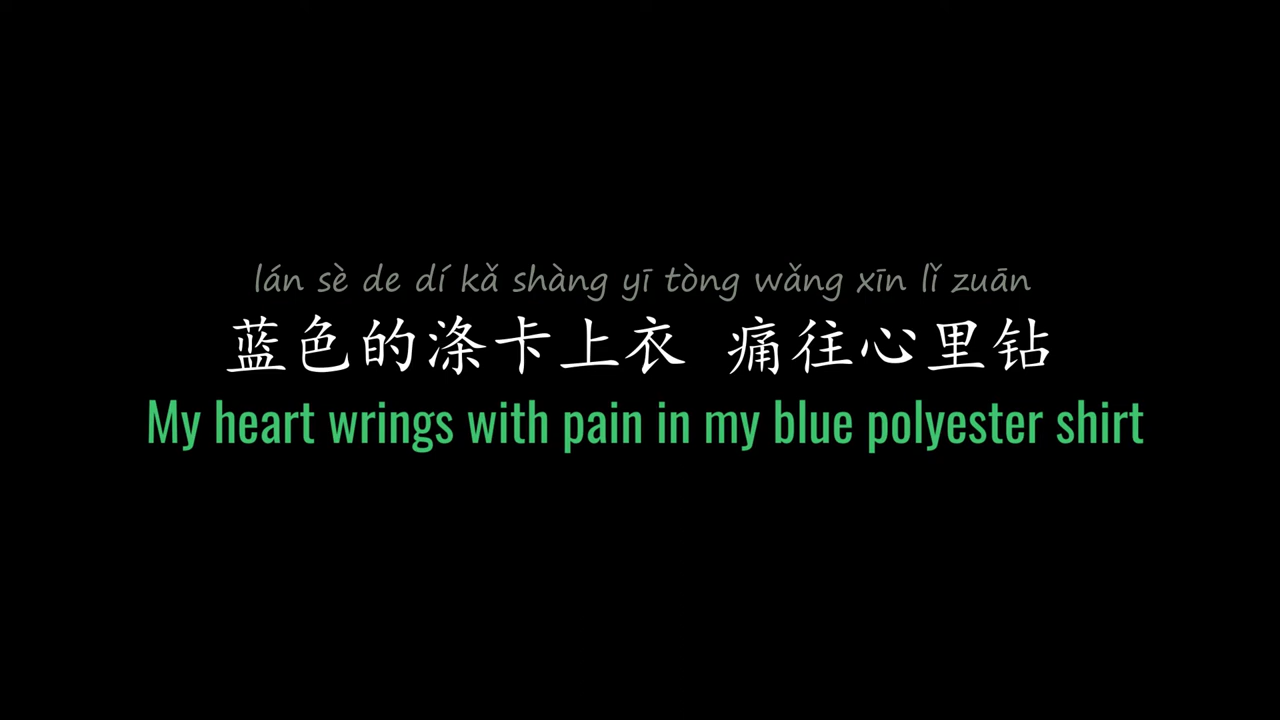 lán sè de dí kǎ shàng yī tòng wǎng xīn lǐ zuān
蓝色的涤卡上衣 痛往心里钻
My heart wrings with pain in my blue polyester shirt